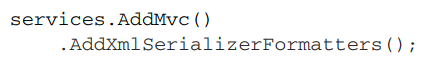 services.AddMvc()
    .AddXmlSerializerFormatters();